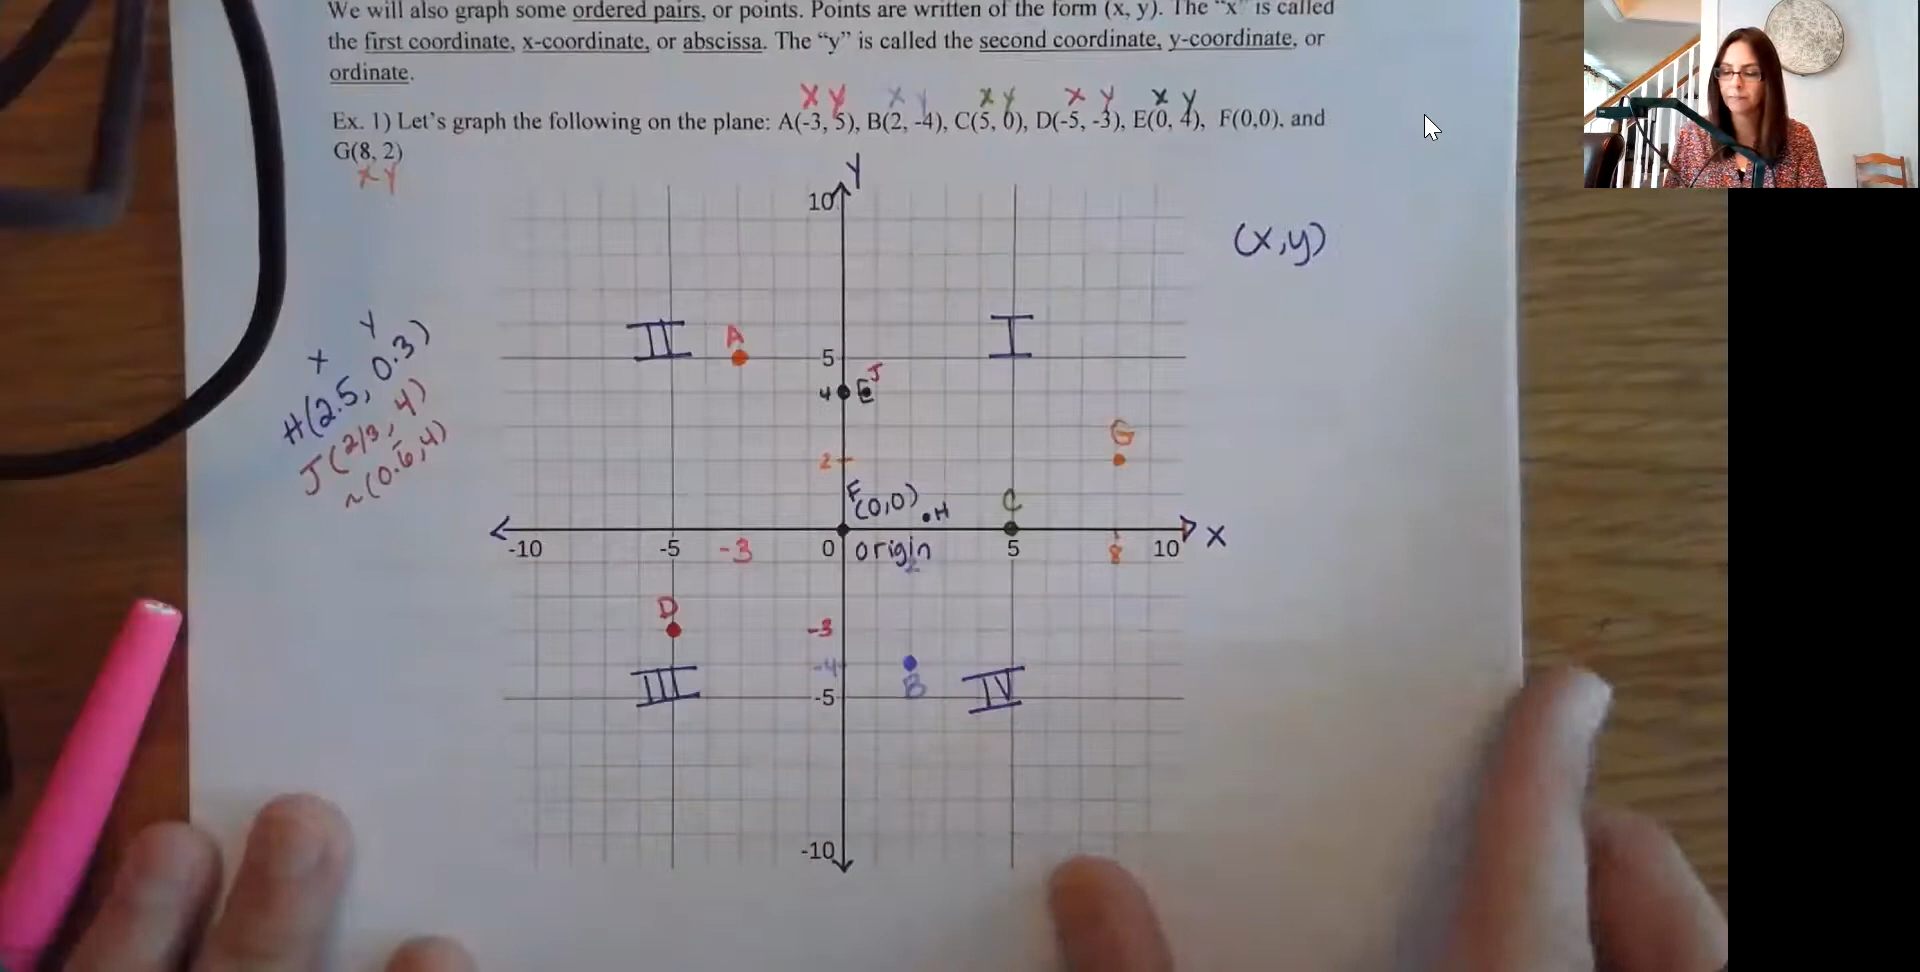 We will also graph some ordered pairs, or points. Points are written of the form (x, y). The “x” is called
the first coordinate, x-coordinate, or abscissa. The “y” is called the second coordinate, y-coordinate, or
ordinate.
X Y X Y X Y X Y X Y
Ex. 1) Let’s graph the following on the plane: A(-3, 5), B(2, -4), C(5, 0), D(-5, -3), E(0, 4), F(0,0), and
G(8, 2)
X Y
Y
10
(x,y)
II
I
A
5
X Y
H(2.5, 0.3)
J(2/3, 4)
~(0.6̅,4)
4 E J
G
2
F
(0,0)
H
C
X
-10 -5 -3 0 origin 5 8 10
2
D
-3
-4
B
III
IV
-5
-10